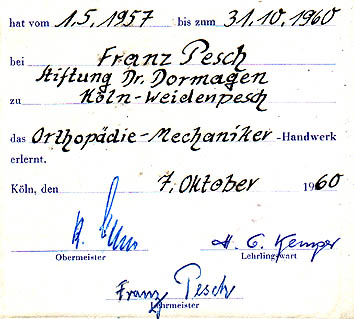 hat vom 1.5.1957 bis zum 31.10.1960
bei Franz Pesch
Stiftung Dr. Dormagen
zu Köln-Weidenpesch
das Orthopädie-Mechaniker-Handwerk
erlernt.
Köln, den 7. Oktober 1960
H. C. Kemper
Obermeister Lehrlingswart
Franz Pesch
Lehrmeister